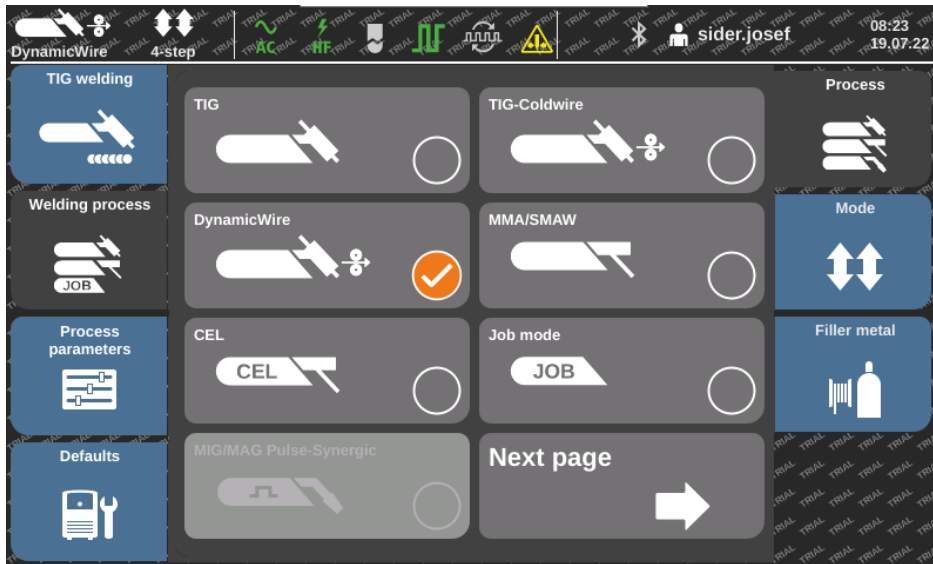 DynamicWire
4-step
AC
HF
sider.josef
08:23
19.07.22
TIG welding
Welding process
JOB
Process
parameters
Defaults
TIG
TIG-Coldwire
DynamicWire
MMA/SMAW
CEL
CEL
Job mode
JOB
MIG/MAG Pulse-Synergic
Next page
Process
Mode
Filler metal
TRIAL